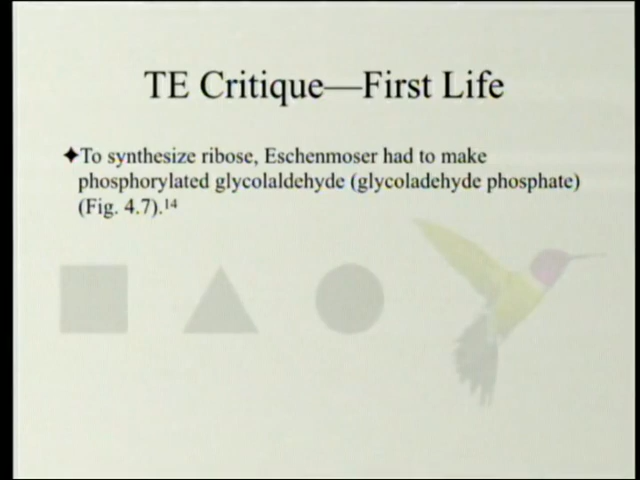 TE Critique—First Life
✦To synthesize ribose, Eschenmoser had to make
phosphorylated glycolaldehyde (glycoladehyde phosphate)
(Fig. 4.7).¹⁴